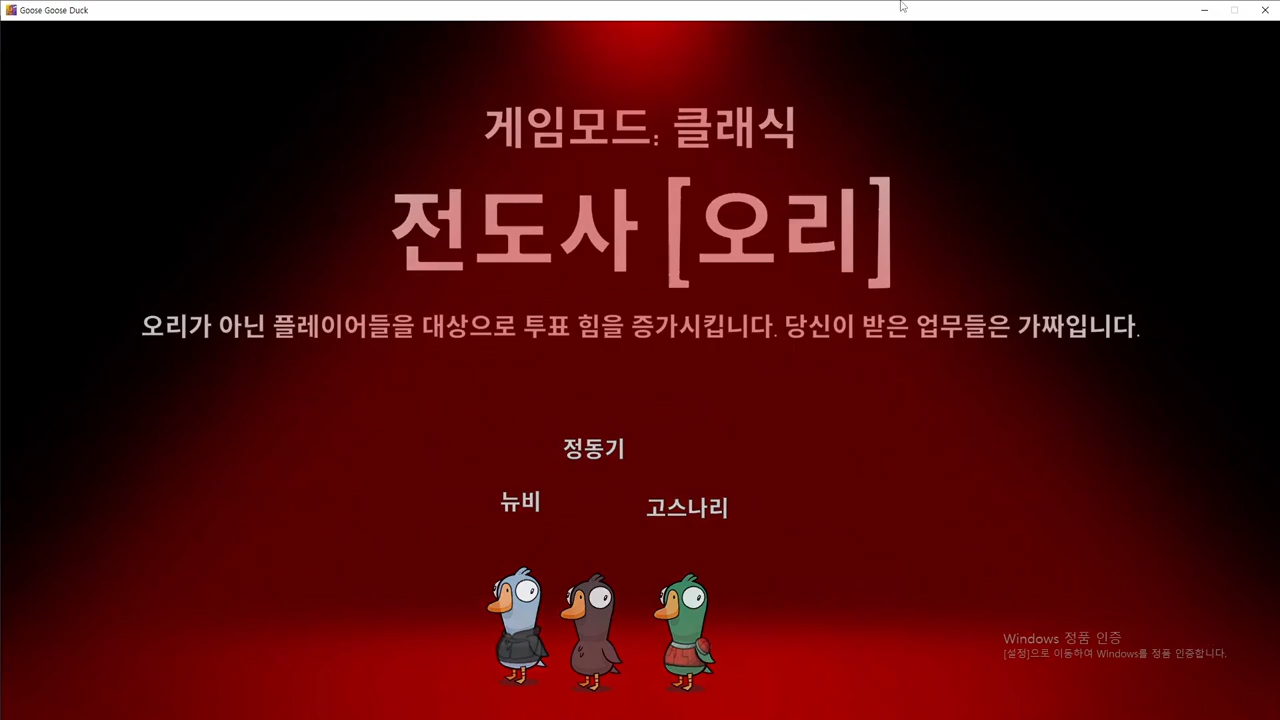 Goose Goose Duck
게임모드: 클래식
전도사 [오리]
오리가 아닌 플레이어들을 대상으로 투표 힘을 증가시킵니다. 당신이 받은 업무들은 가짜입니다.
정동기
뉴비
고스나리
Windows 정품 인증
[설정]으로 이동하여 Windows를 정품 인증합니다.